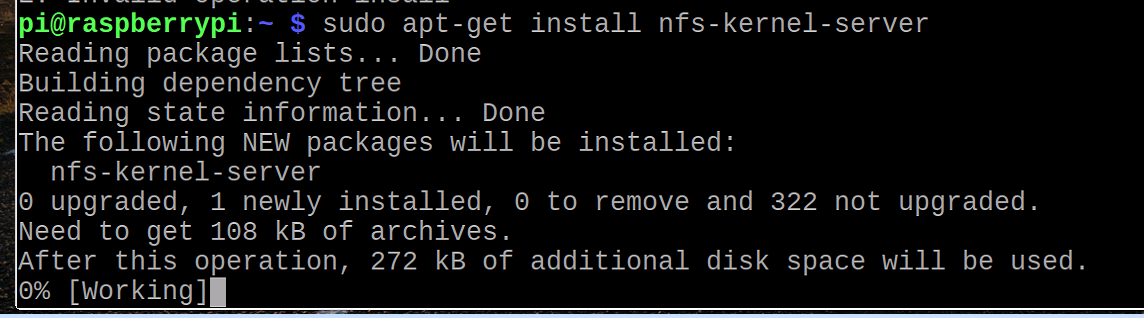 E: Invalid operation install
pi@raspberrypi:~ $ sudo apt-get install nfs-kernel-server
Reading package lists... Done
Building dependency tree
Reading state information... Done
The following NEW packages will be installed:
  nfs-kernel-server
0 upgraded, 1 newly installed, 0 to remove and 322 not upgraded.
Need to get 108 kB of archives.
After this operation, 272 kB of additional disk space will be used.
0% [Working]